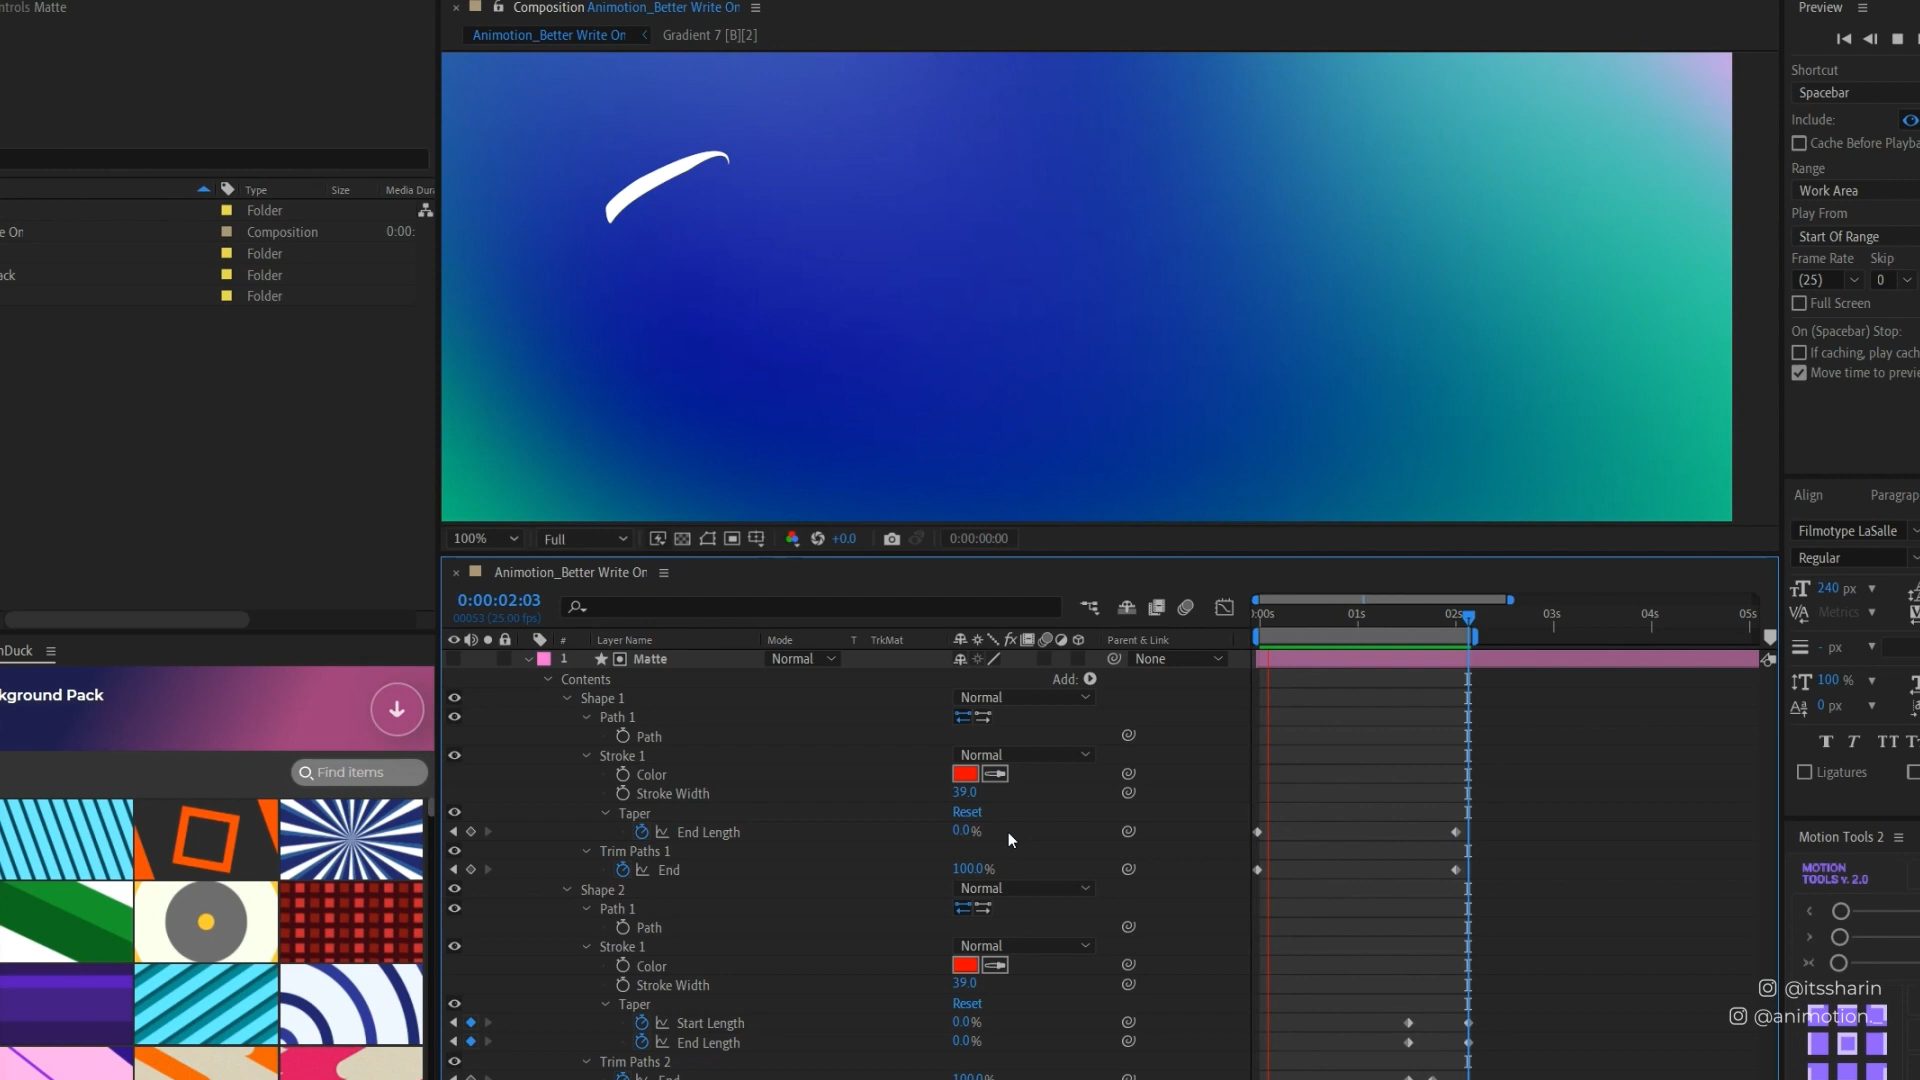 ntrols Matte
Composition Animotion_Better Write On
Preview
Animotion_Better Write On
Gradient 7 [B][2]
Shortcut
Spacebar
Include:
Cache Before Playba
Range
Work Area
Play From
Start Of Range
Frame Rate Skip
(25) 0
Full Screen
On (Spacebar) Stop:
If caching, play cach
Move time to previe
Type Size Media Dura
Folder
e On Composition 0:00:
Folder
ack Folder
Folder
Align Paragrap
Filmotype LaSalle
Regular
240 px
Metrics
- px
100 %
0 px
T T TT
Ligatures
100% Full +0.0 0:00:00:00
Animotion_Better Write On
0:00:02:03
00053 (25.00 fps)
):00s 01s 02s 03s 04s 05s
# Layer Name Mode T TrkMat Parent & Link
1 Matte Normal None
Contents Add:
Shape 1 Normal
Path 1
Path
Stroke 1 Normal
Color
Stroke Width 39.0
Taper Reset
End Length 0.0%
Trim Paths 1
End 100.0%
Shape 2 Normal
Path 1
Path
Stroke 1 Normal
Color
Stroke Width 39.0
Taper Reset
Start Length 0.0%
End Length 0.0%
Trim Paths 2
End 100.0%
nDuck
kground Pack
Find items
Motion Tools 2
MOTION
TOOLS v. 2.0
@itssharin
@animotion._